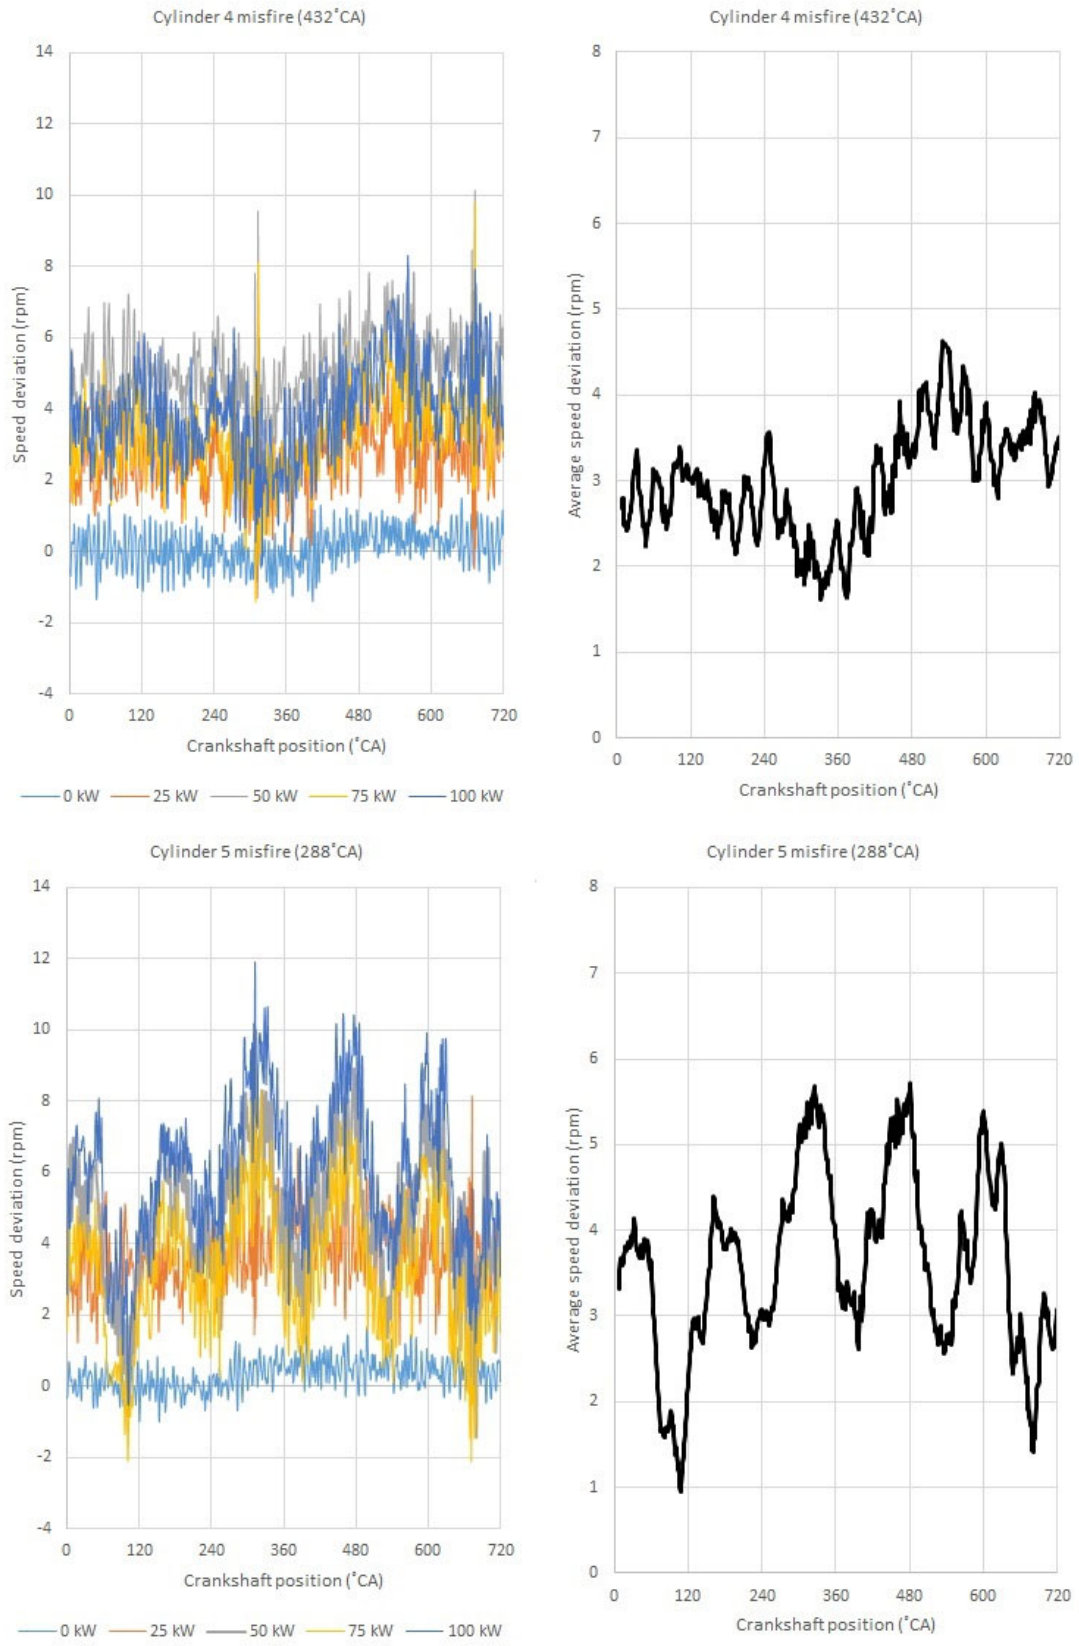 Cylinder 4 misfire (432°CA)
Speed deviation (rpm)
14
12
10
8
6
4
2
0
-2
-4
0 120 240 360 480 600 720
Crankshaft position (°CA)
0 kW 25 kW 50 kW 75 kW 100 kW
Cylinder 4 misfire (432°CA)
Average speed deviation (rpm)
8
7
6
5
4
3
2
1
0
0 120 240 360 480 600 720
Crankshaft position (°CA)
Cylinder 5 misfire (288°CA)
Speed deviation (rpm)
14
12
10
8
6
4
2
0
-2
-4
0 120 240 360 480 600 720
Crankshaft position (°CA)
0 kW 25 kW 50 kW 75 kW 100 kW
Cylinder 5 misfire (288°CA)
Average speed deviation (rpm)
8
7
6
5
4
3
2
1
0
0 120 240 360 480 600 720
Crankshaft position (°CA)